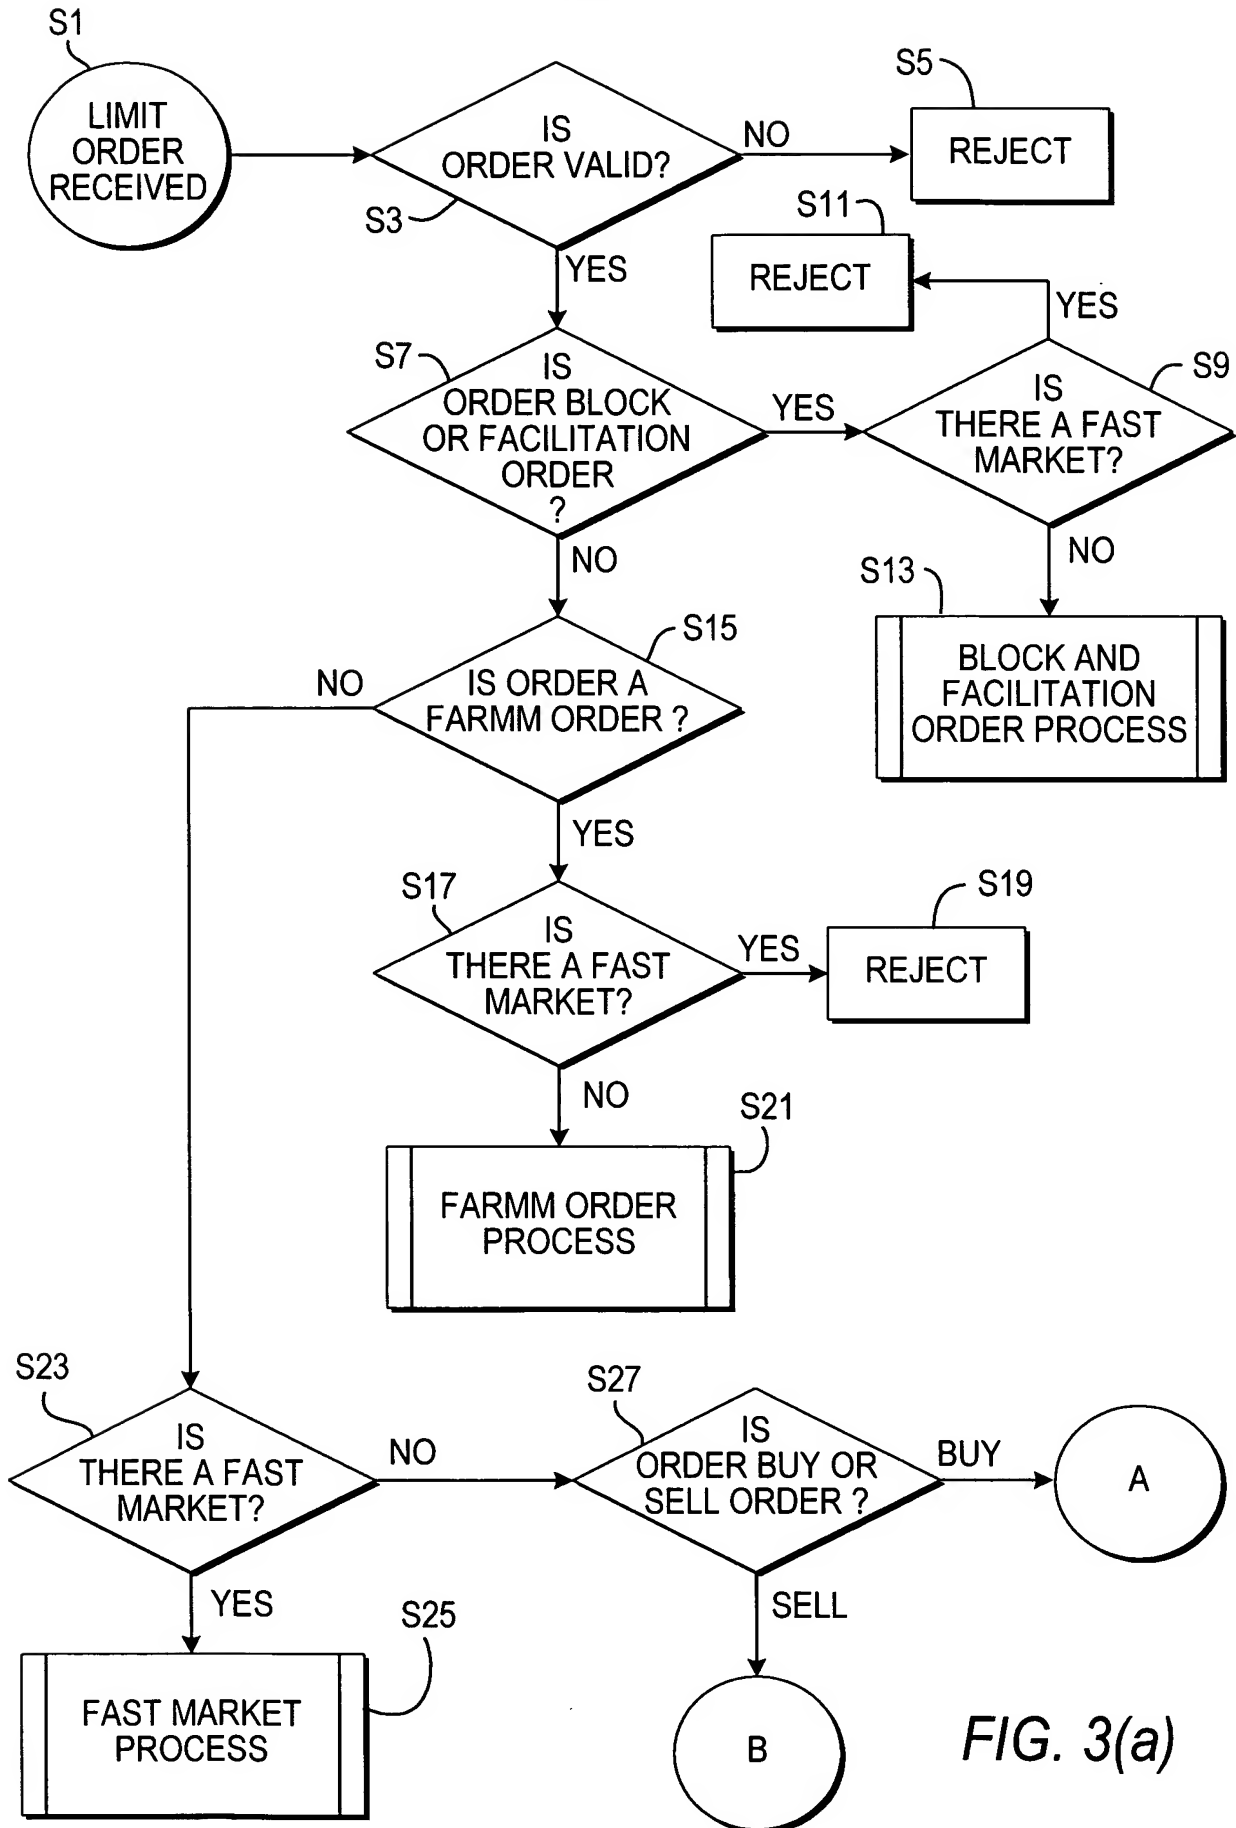 S1
LIMIT
ORDER
RECEIVED
IS
ORDER VALID?
S3
NO
S5
REJECT
YES
S11
REJECT
YES
S7
IS
ORDER BLOCK
OR FACILITATION
ORDER
?
YES
S9
IS
THERE A FAST
MARKET?
NO
NO
S13
BLOCK AND
FACILITATION
ORDER PROCESS
S15
IS ORDER A
FARMM ORDER ?
NO
YES
S17
IS
THERE A FAST
MARKET?
YES
S19
REJECT
NO
S21
FARMM ORDER
PROCESS
S23
IS
THERE A FAST
MARKET?
NO
S27
IS
ORDER BUY OR
SELL ORDER ?
BUY
A
YES
SELL
S25
FAST MARKET
PROCESS
B
FIG. 3(a)